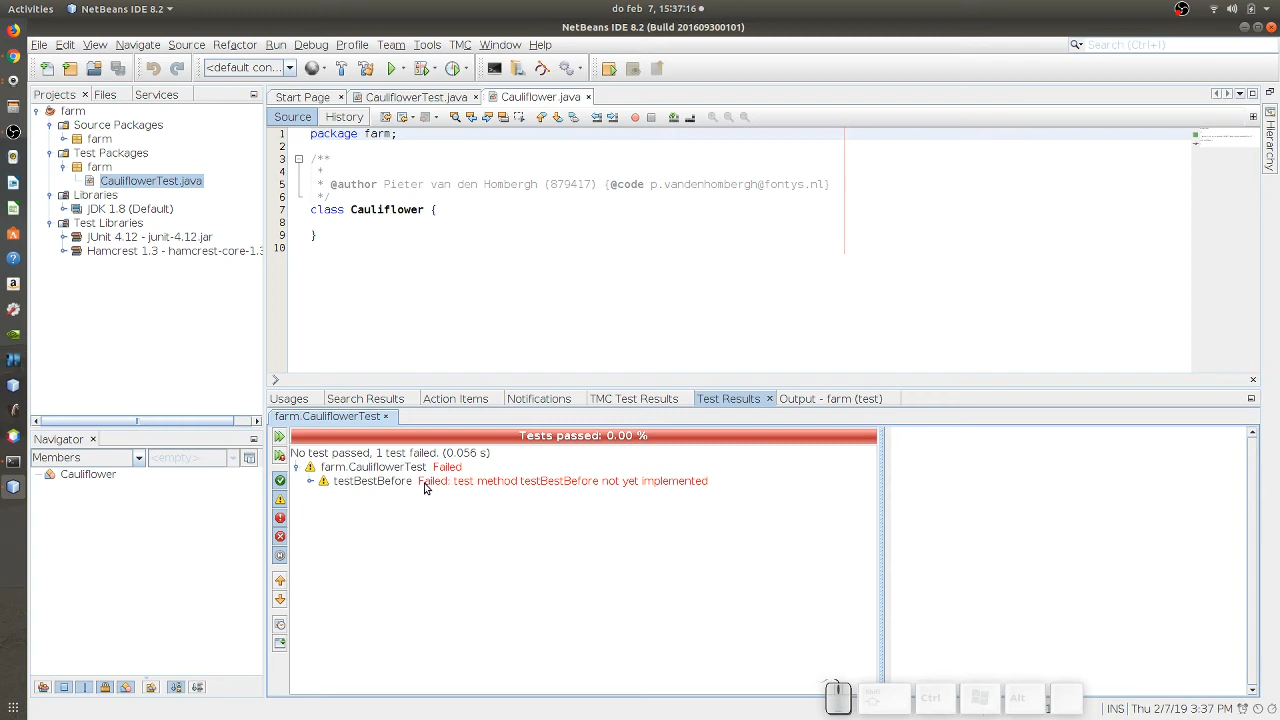 Activities
NetBeans IDE 8.2
do feb 7, 15:37:16
NetBeans IDE 8.2 (Build 201609300101)
File Edit View Navigate Source Refactor Run Debug Profile Team Tools TMC Window Help
Search (Ctrl+I)
<default con...
Projects × Files Services
farm
Source Packages
farm
Test Packages
farm
CauliflowerTest.java
Libraries
JDK 1.8 (Default)
Test Libraries
JUnit 4.12 - junit-4.12.jar
Hamcrest 1.3 - hamcrest-core-1.3
Start Page × CauliflowerTest.java × Cauliflower.java ×
Source History
1 package farm;
2
3 /**
4 *
5 * @author Pieter van den Hombergh (879417) {@code p.vandenhombergh@fontys.nl}
6 */
7 class Cauliflower {
8
9 }
10
Hierarchy
Navigator ×
Members <empty>
Cauliflower
Usages Search Results Action Items Notifications TMC Test Results Test Results × Output - farm (test)
farm.CauliflowerTest ×
Tests passed: 0.00 %
No test passed, 1 test failed. (0.056 s)
farm.CauliflowerTest Failed
testBestBefore Failed: test method testBestBefore not yet implemented
Shift Ctrl Alt
INS Thu 2/7/19 3:37 PM